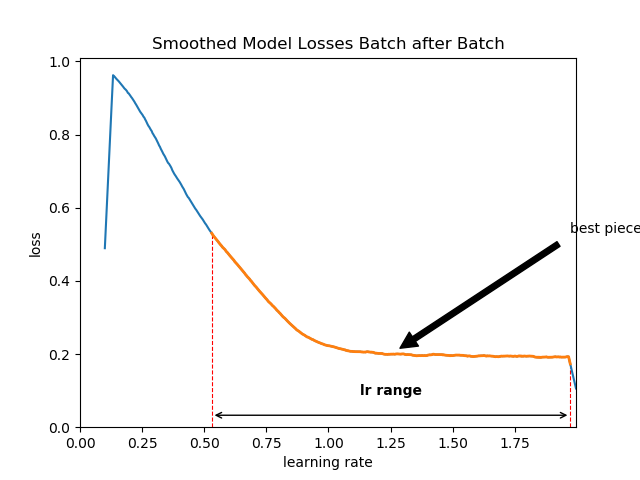 Smoothed Model Losses Batch after Batch
1.0
0.8
0.6
0.4
0.2
0.0
loss
best piece
lr range
0.00 0.25 0.50 0.75 1.00 1.25 1.50 1.75
learning rate